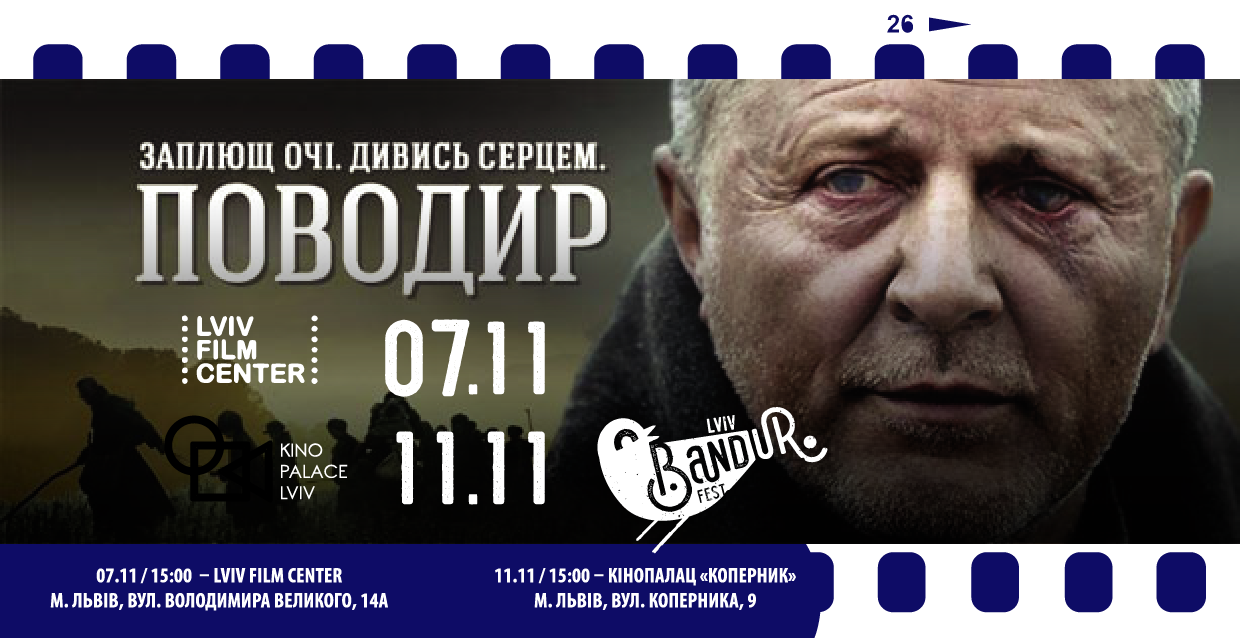 26
ЗАПЛЮЩ ОЧІ. ДИВИСЬ СЕРЦЕМ.
ПОВОДИР
LVIV
FILM
CENTER
07.11
KINO
PALACE
LVIV
11.11
LVIV
BANDUR
FEST
07.11 / 15:00 – LVIV FILM CENTER
М. ЛЬВІВ, ВУЛ. ВОЛОДИМИРА ВЕЛИКОГО, 14А
11.11 / 15:00 – КІНОПАЛАЦ «КОПЕРНИК»
М. ЛЬВІВ, ВУЛ. КОПЕРНИКА, 9